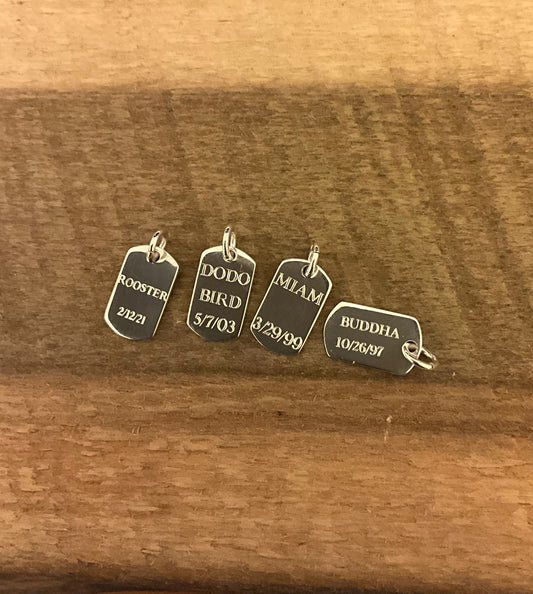 ROOSTER
2/12/21
DODO
BIRD
5/7/03
MIAM
3/29/99
BUDDHA
10/26/97